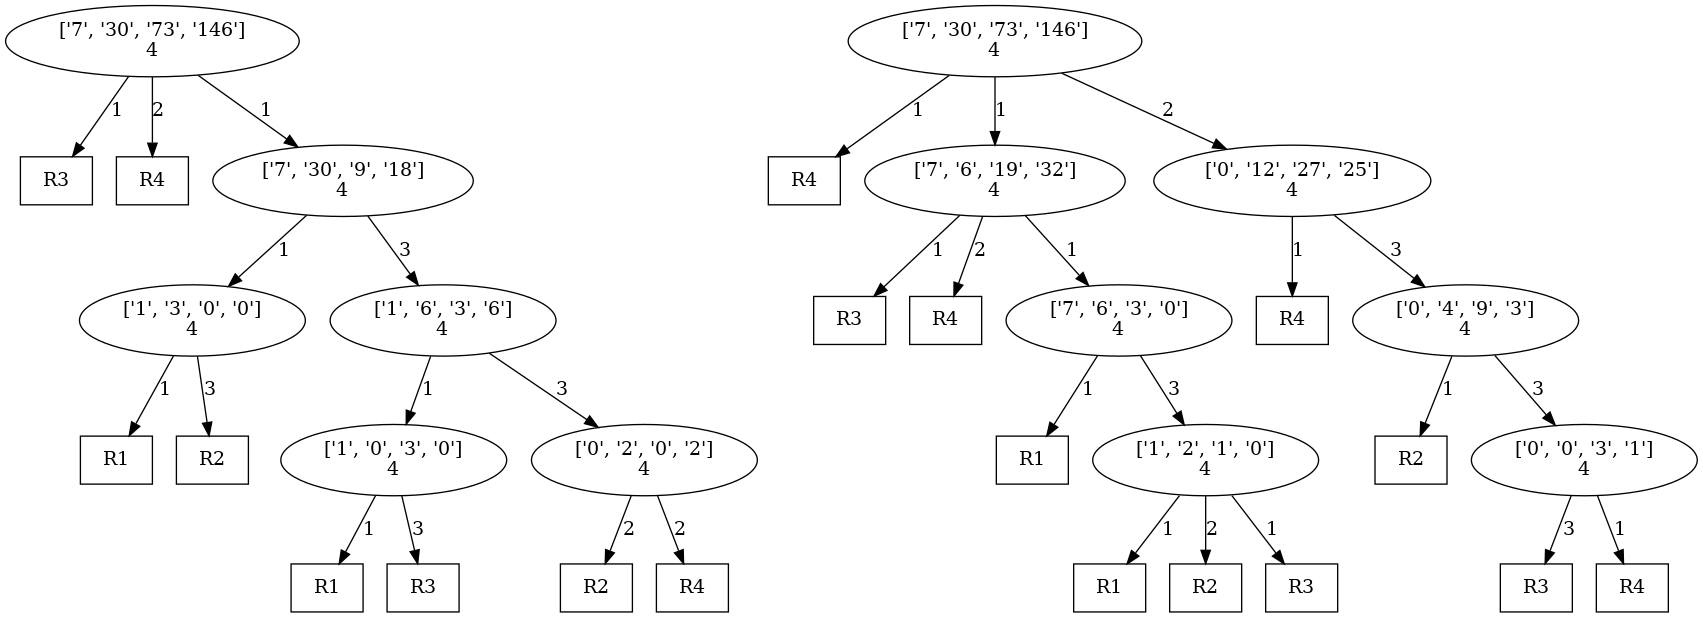 ['7', '30', '73', '146']
4
['7', '30', '73', '146']
4
1
2
1
1
1
2
R3
R4
['7', '30', '9', '18']
4
R4
['7', '6', '19', '32']
4
['0', '12', '27', '25']
4
1
3
1
2
1
1
3
['1', '3', '0', '0']
4
['1', '6', '3', '6']
4
R3
R4
['7', '6', '3', '0']
4
R4
['0', '4', '9', '3']
4
1
3
1
3
1
3
1
3
R1
R2
['1', '0', '3', '0']
4
['0', '2', '0', '2']
4
R1
['1', '2', '1', '0']
4
R2
['0', '0', '3', '1']
4
1
3
2
2
1
2
1
3
1
R1
R3
R2
R4
R1
R2
R3
R3
R4